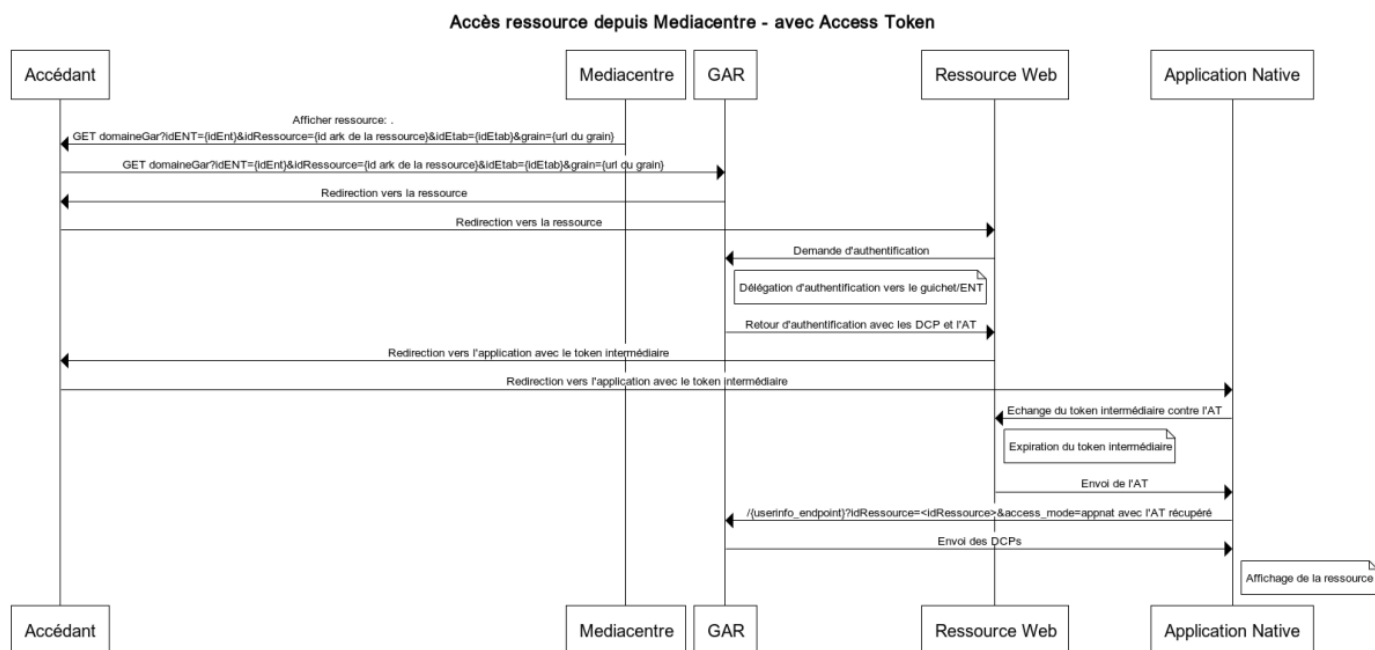 Accès ressource depuis Mediacentre - avec Access Token
Accédant
Mediacentre
GAR
Ressource Web
Application Native
Afficher ressource: .
GET domaineGar?idENT={idEnt}&idRessource={id ark de la ressource}&idEtab={idEtab}&grain={url du grain}
GET domaineGar?idENT={idEnt}&idRessource={id ark de la ressource}&idEtab={idEtab}&grain={url du grain}
Redirection vers la ressource
Redirection vers la ressource
Demande d'authentification
Délégation d'authentification vers le guichet/ENT
Retour d'authentification avec les DCP et l'AT
Redirection vers l'application avec le token intermédiaire
Redirection vers l'application avec le token intermédiaire
Echange du token intermédiaire contre l'AT
Expiration du token intermédiaire
Envoi de l'AT
/{userinfo_endpoint}?idRessource=<idRessource>&access_mode=appnat avec l'AT récupéré
Envoi des DCPs
Affichage de la ressource
Accédant
Mediacentre
GAR
Ressource Web
Application Native